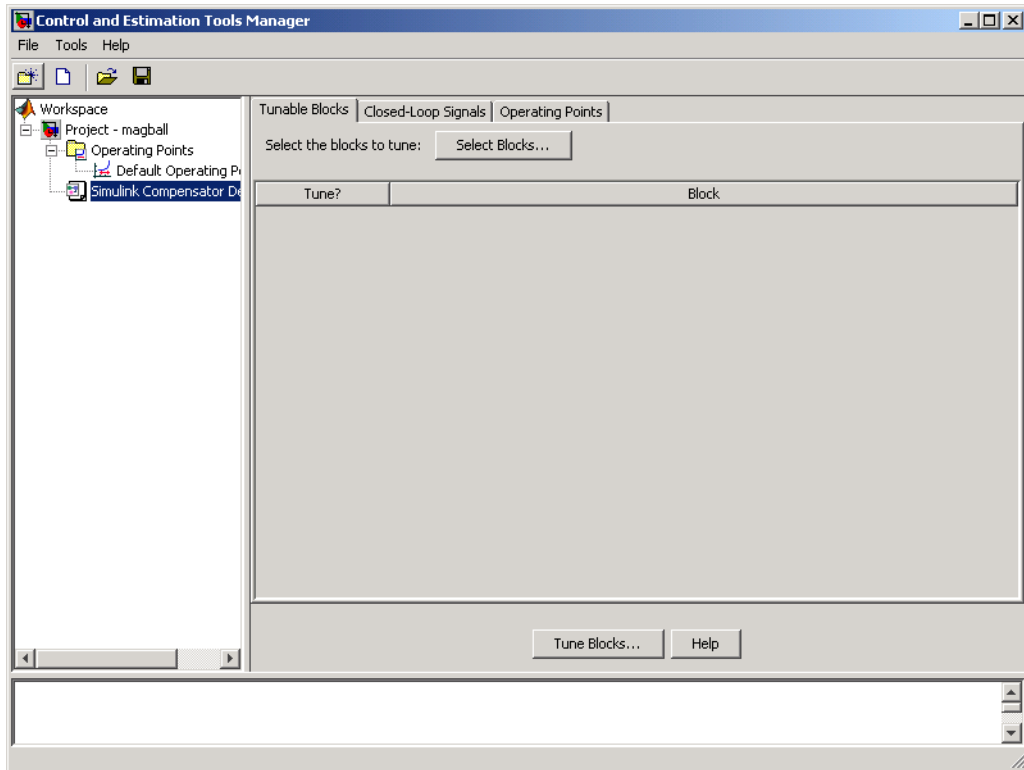 Control and Estimation Tools Manager
File Tools Help
Workspace
Project - magball
Operating Points
Default Operating
Simulink Compensator
Tunable Blocks Closed-Loop Signals Operating Points
Select the blocks to tune: Select Blocks...
Tune? Block
Tune Blocks... Help